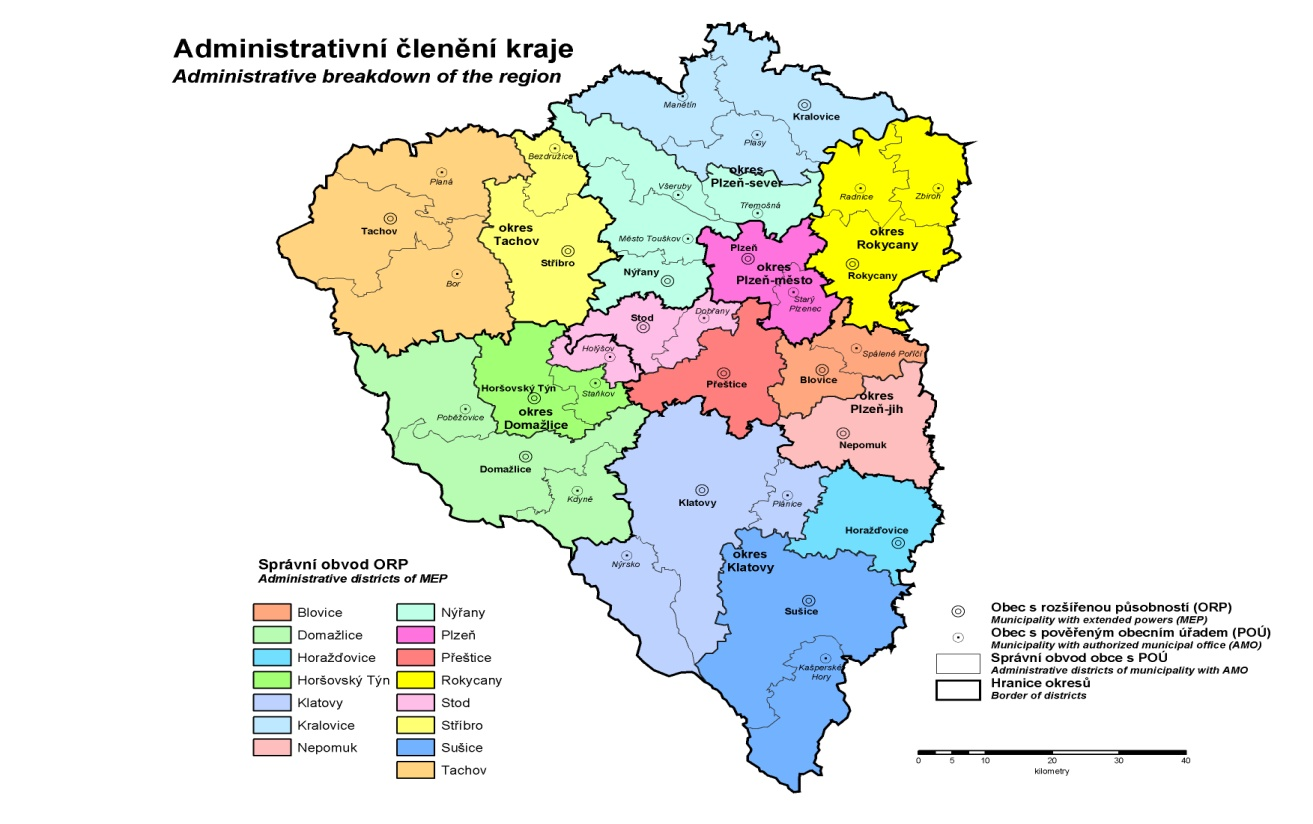 Administrativní členění kraje
Administrative breakdown of the region
Manětín
Kralovice
Plasy
Bezdružice
okres
Plzeň-sever
Planá
Všeruby
Radnice
Zbiroh
Třemošná
Tachov
okres
Tachov
Město Touškov
Plzeň
okres
Rokycany
Stříbro
Nýřany
okres
Plzeň-město
Rokycany
Bor
Starý
Plzenec
Stod
Dobřany
Holýšov
Spálené Poříčí
Přeštice
Blovice
Horšovský Týn
Staňkov
okres
Plzeň-jih
okres
Domažlice
Poběžovice
Nepomuk
Domažlice
Kdyně
Klatovy
Plánice
Horažďovice
Nýrsko
okres
Klatovy
Sušice
Kašperské
Hory
Správní obvod ORP
Administrative districts of MEP
Blovice
Domažlice
Horažďovice
Horšovský Týn
Klatovy
Kralovice
Nepomuk
Nýřany
Plzeň
Přeštice
Rokycany
Stod
Stříbro
Sušice
Tachov
Obec s rozšířenou působností (ORP)
Municipality with extended powers (MEP)
Obec s pověřeným obecním úřadem (POÚ)
Municipality with authorized municipal office (AMO)
Správní obvod obce s POÚ
Administrative districts of municipality with AMO
Hranice okresů
Border of districts
0 5 10 20 30 40
kilometry